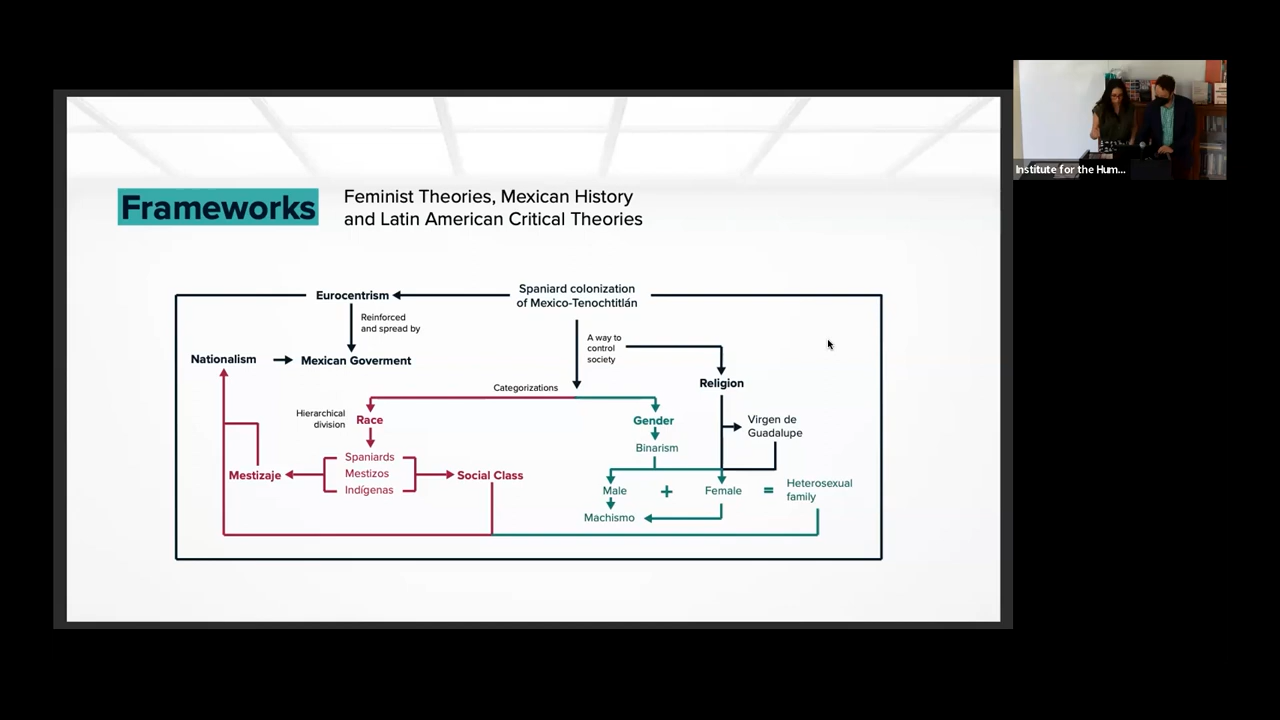 Frameworks
Feminist Theories, Mexican History
and Latin American Critical Theories
Eurocentrism
Spaniard colonization
of Mexico-Tenochtitlán
Reinforced
and spread by
A way to
control
society
Nationalism
Mexican Goverment
Religion
Categorizations
Hierarchical
division
Race
Gender
Virgen de
Guadalupe
Binarism
Spaniards
Mestizos
Indígenas
Mestizaje
Social Class
Male
+
Female
=
Heterosexual
family
Machismo
Institute for the Hum...